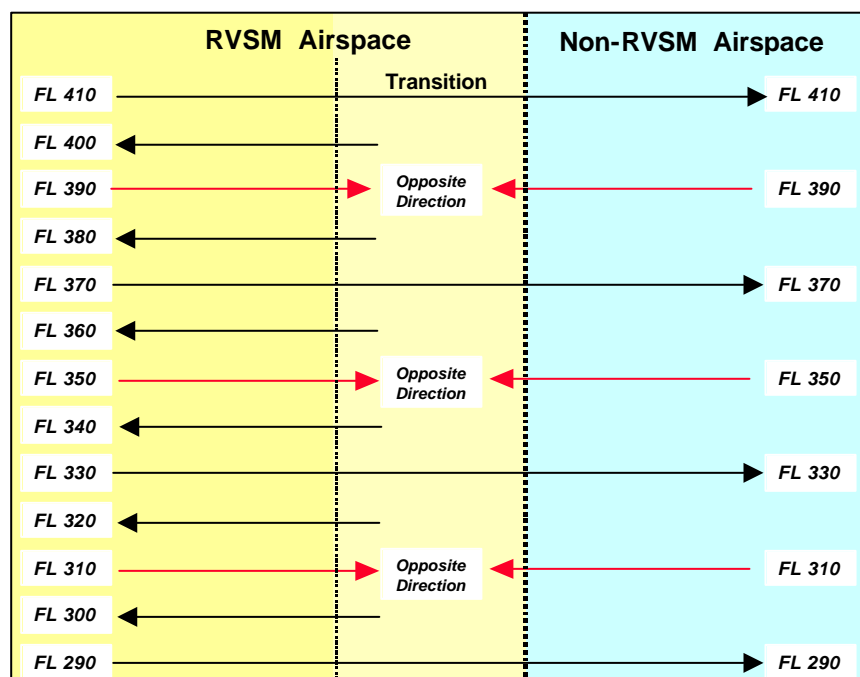 RVSM Airspace Non-RVSM Airspace
Transition
FL 410 FL 410
FL 400
FL 390 Opposite Direction FL 390
FL 380
FL 370 FL 370
FL 360
FL 350 Opposite Direction FL 350
FL 340
FL 330 FL 330
FL 320
FL 310 Opposite Direction FL 310
FL 300
FL 290 FL 290